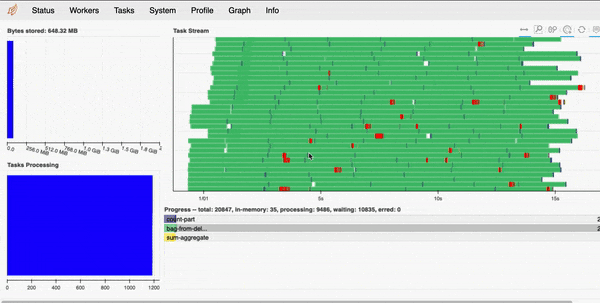 Status Workers Tasks System Profile Graph Info
Bytes stored: 648.32 MB
Task Stream
0.0 256.0 MiB 512.0 MiB 768.0 MiB 1.0 GiB 1.3 GiB 1.5 GiB 1.8 G
Tasks Processing
1/01 5s 10s 15s
Progress -- total: 20847, in-memory: 35, processing: 9486, waiting: 10835, erred: 0
count-part 2
bag-from-del... 2
sum-aggregate
0 200 400 600 800 1000 1200